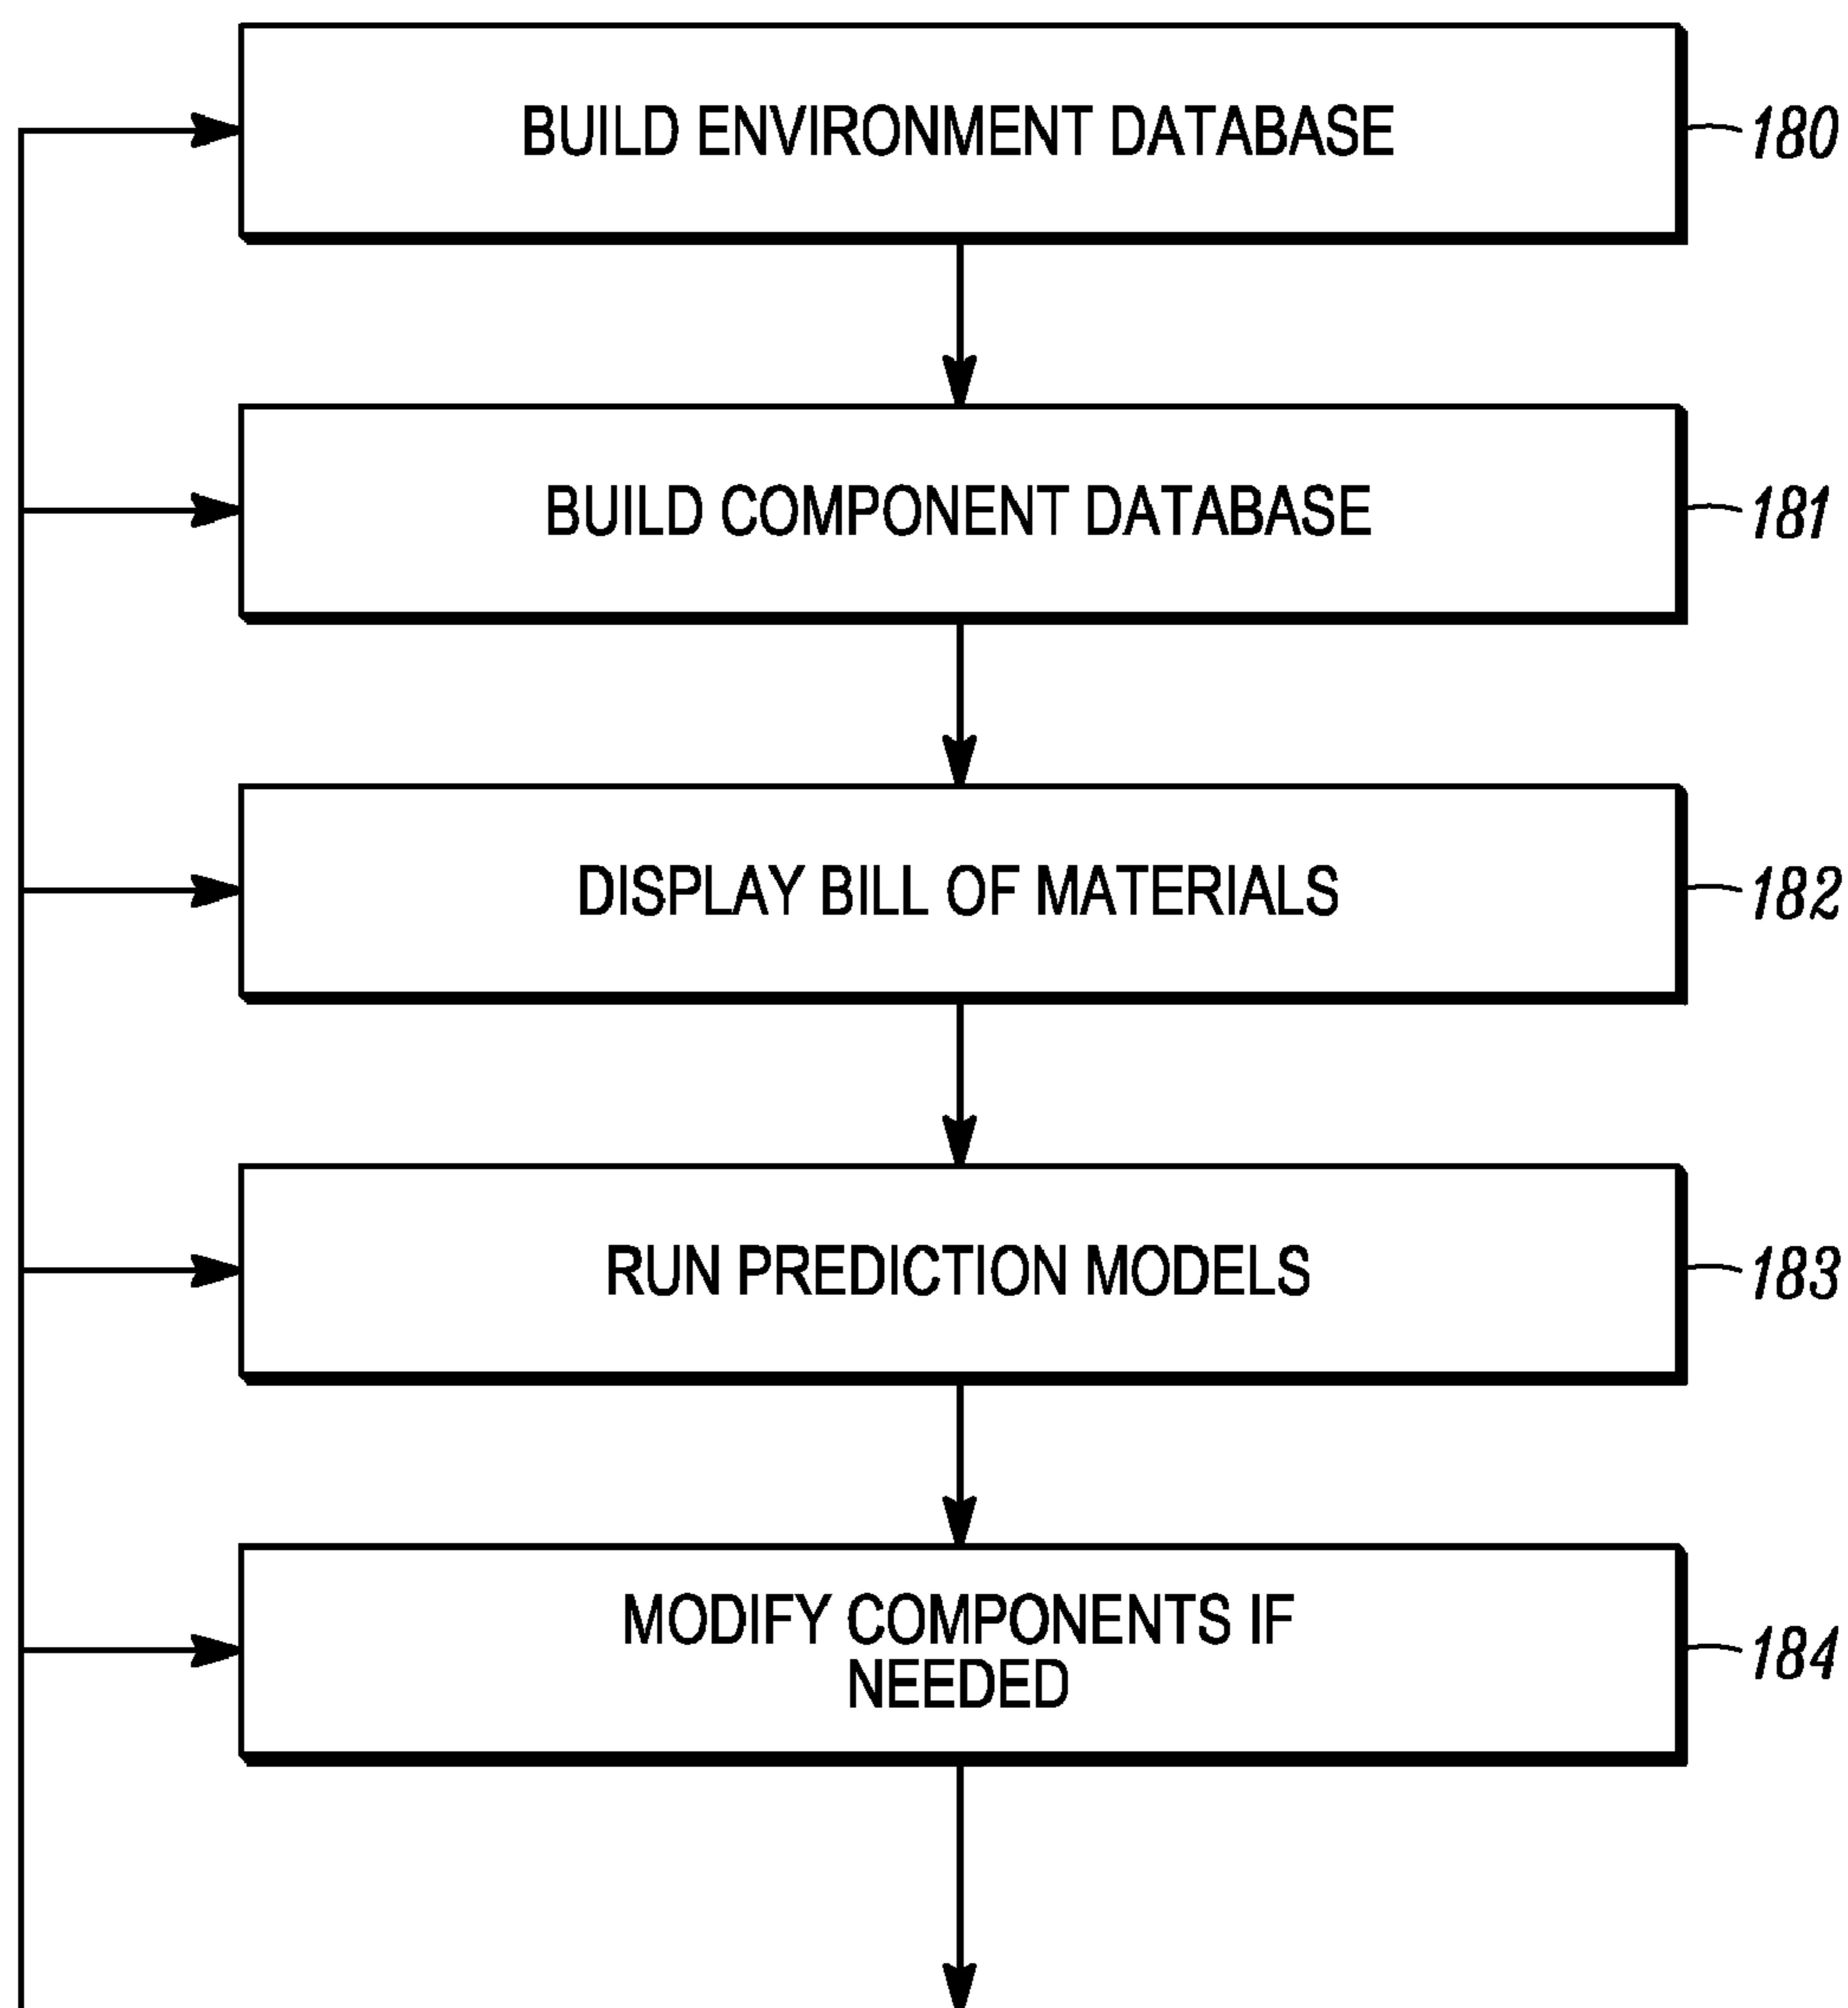 BUILD ENVIRONMENT DATABASE
180
BUILD COMPONENT DATABASE
181
DISPLAY BILL OF MATERIALS
182
RUN PREDICTION MODELS
183
MODIFY COMPONENTS IF
NEEDED
184